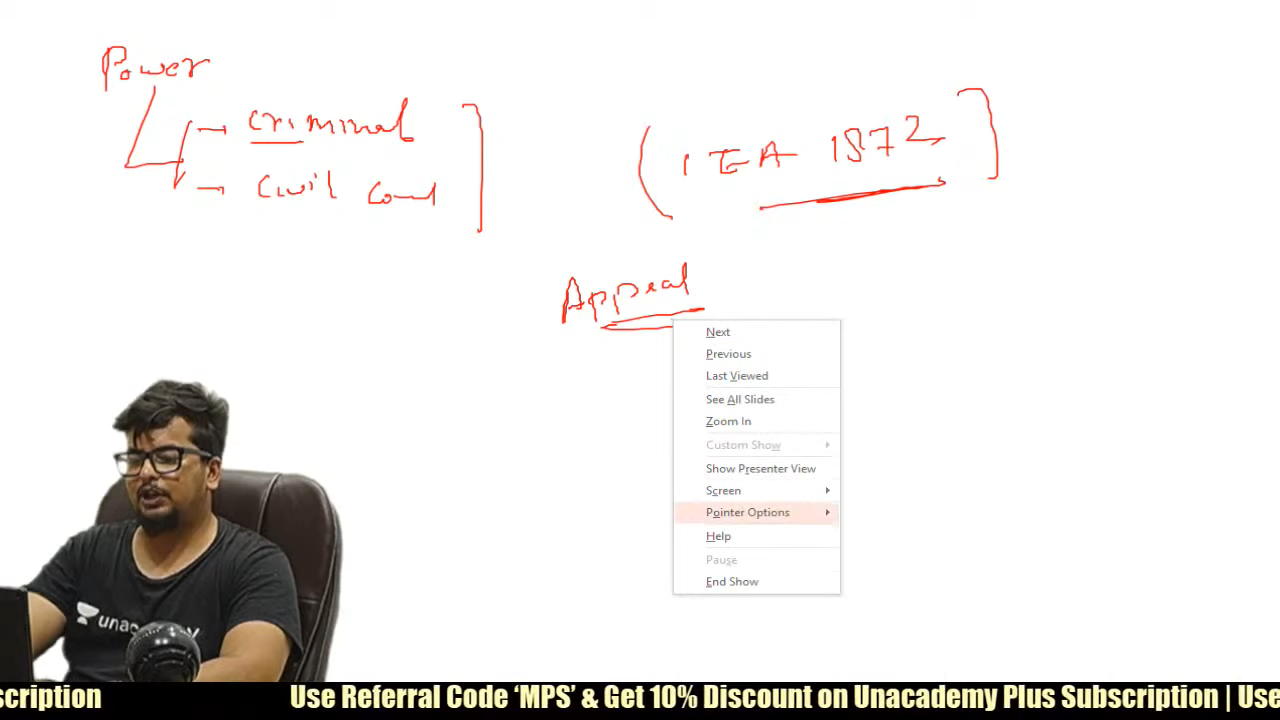 Power
→ criminal
→ civil court
( IEA 1872 ]
Appeal
Next
Previous
Last Viewed
See All Slides
Zoom In
Custom Show
Show Presenter View
Screen
Pointer Options
Help
Pause
End Show
unacademy
scription Use Referral Code ‘MPS’ & Get 10% Discount on Unacademy Plus Subscription | Use